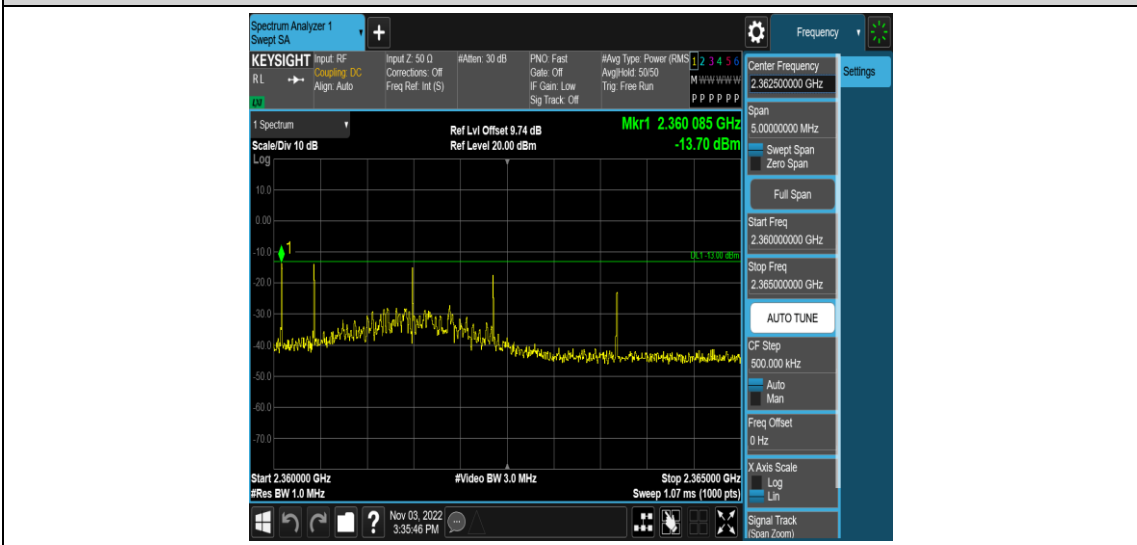 Spectrum Analyzer 1
Swept SA
+
Frequency
KEYSIGHT
RL
Input: RF
Coupling: DC
Align: Auto
Input Z: 50 Ω
Corrections: Off
Freq Ref: Int (S)
#Atten: 30 dB
PNO: Fast
Gate: Off
IF Gain: Low
Sig Track: Off
#Avg Type: Power (RMS
Avg|Hold: 50/50
Trig: Free Run
1 2 3 4 5 6
M W W W W W
P P P P P P
1 Spectrum
Scale/Div 10 dB
Log
Ref Lvl Offset 9.74 dB
Ref Level 20.00 dBm
Mkr1 2.360 085 GHz
-13.70 dBm
10.0
0.00
-10.0
-20.0
-30.0
-40.0
-50.0
-60.0
-70.0
1
DL1 -13.00 dBm
Start 2.360000 GHz
#Res BW 1.0 MHz
#Video BW 3.0 MHz
Stop 2.365000 GHz
Sweep 1.07 ms (1000 pts)
?
Nov 03, 2022
3:35:46 PM
Center Frequency
2.362500000 GHz
Settings
Span
5.00000000 MHz
Swept Span
Zero Span
Full Span
Start Freq
2.360000000 GHz
Stop Freq
2.365000000 GHz
AUTO TUNE
CF Step
500.000 kHz
Auto
Man
Freq Offset
0 Hz
X Axis Scale
Log
Lin
Signal Track
(Span Zoom)